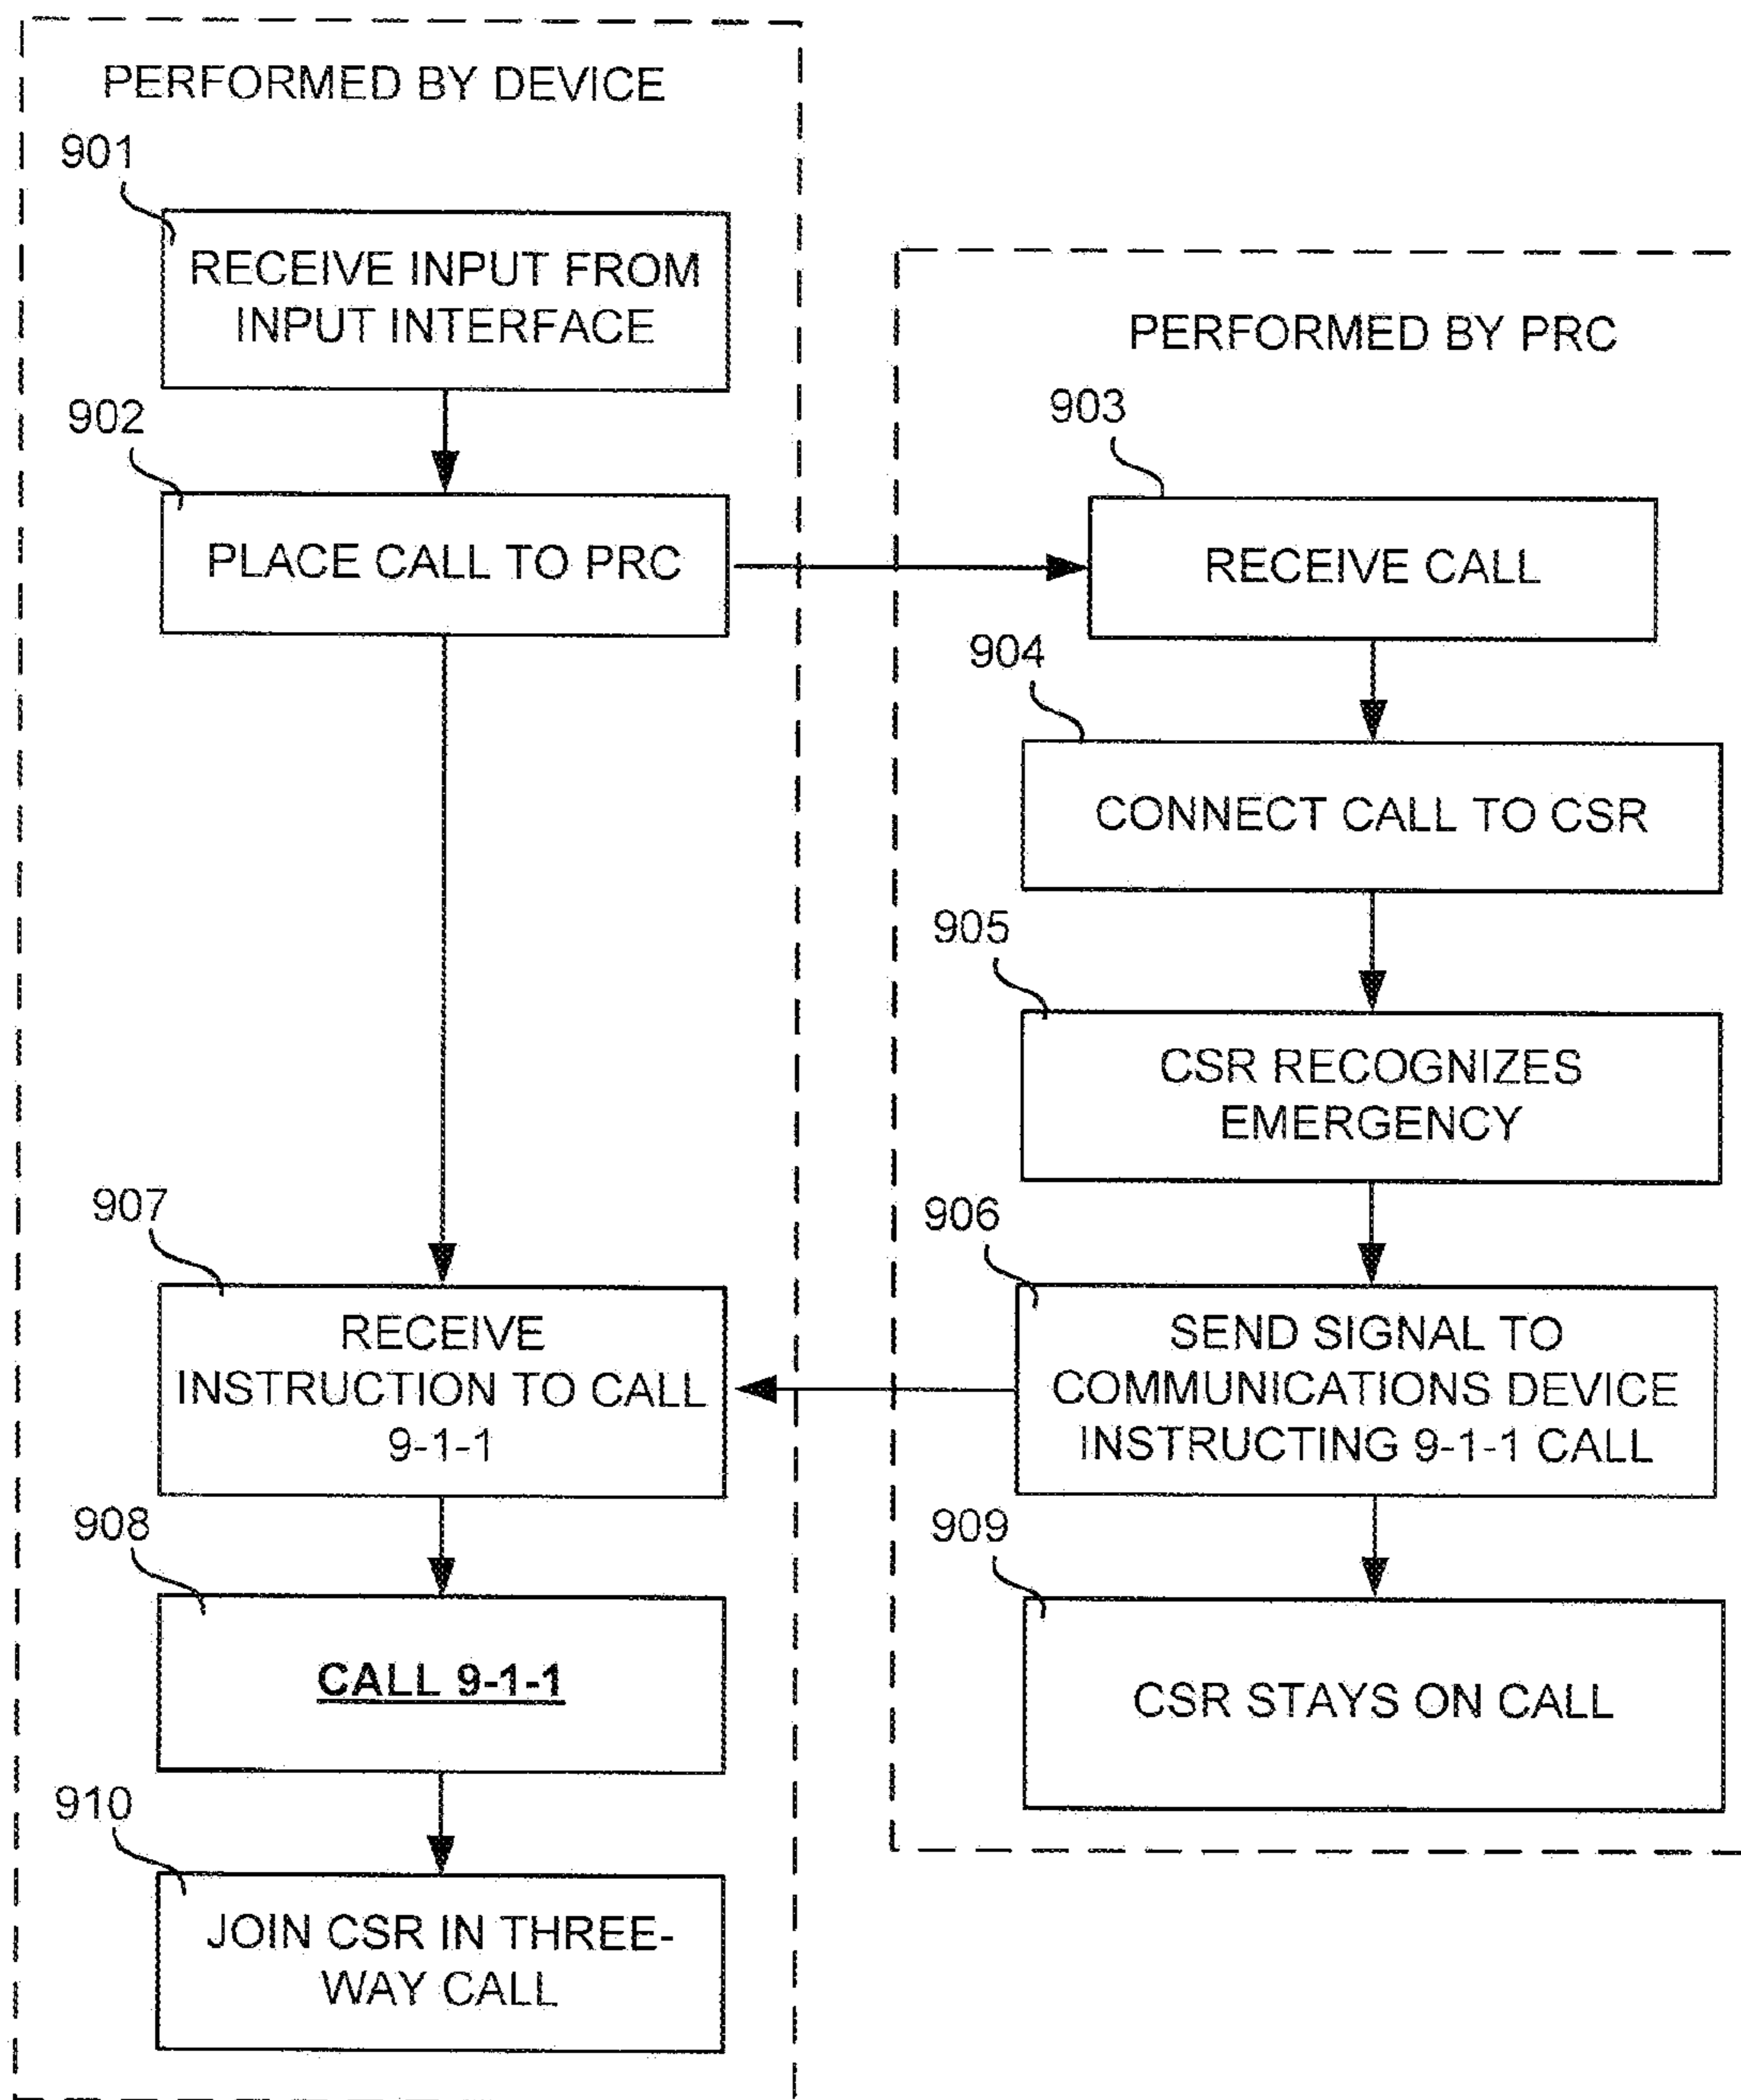 PERFORMED BY DEVICE
901
RECEIVE INPUT FROM
INPUT INTERFACE
902
PLACE CALL TO PRC
907
RECEIVE
INSTRUCTION TO CALL
9-1-1
908
CALL 9-1-1
910
JOIN CSR IN THREE-
WAY CALL
PERFORMED BY PRC
903
RECEIVE CALL
904
CONNECT CALL TO CSR
905
CSR RECOGNIZES
EMERGENCY
906
SEND SIGNAL TO
COMMUNICATIONS DEVICE
INSTRUCTING 9-1-1 CALL
909
CSR STAYS ON CALL